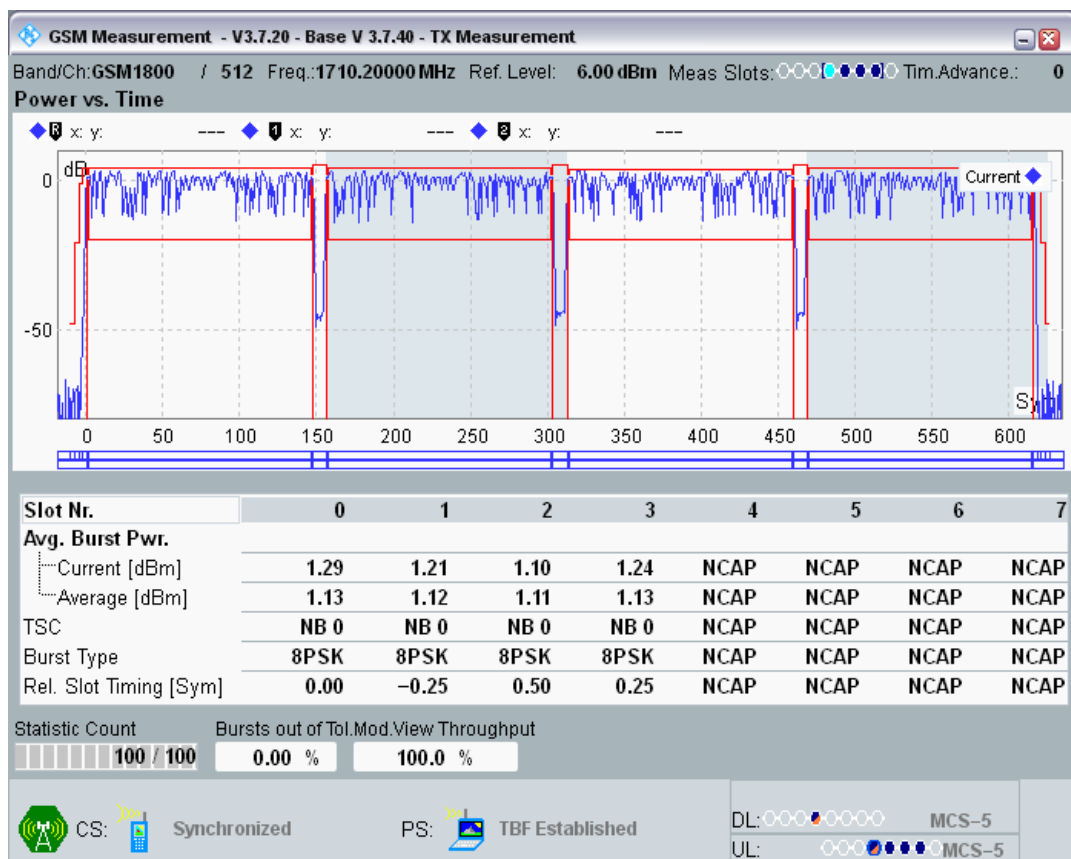 GSM Measurement - V3.7.20 - Base V 3.7.40 - TX Measurement
Band/Ch:GSM1800 / 512 Freq.:1710.20000 MHz Ref. Level: 6.00 dBm Meas Slots: Tim.Advance.: 0
Power vs. Time
R x: y: --- 1 x: y: --- 2 x: y: ---
dB
Current
0
-50
0 50 100 150 200 250 300 350 400 450 500 550 600
Slot Nr. 0 1 2 3 4 5 6 7
Avg. Burst Pwr.
Current [dBm] 1.29 1.21 1.10 1.24 NCAP NCAP NCAP NCAP
Average [dBm] 1.13 1.12 1.11 1.13 NCAP NCAP NCAP NCAP
TSC NB 0 NB 0 NB 0 NB 0 NCAP NCAP NCAP NCAP
Burst Type 8PSK 8PSK 8PSK 8PSK NCAP NCAP NCAP NCAP
Rel. Slot Timing [Sym] 0.00 −0.25 0.50 0.25 NCAP NCAP NCAP NCAP
Statistic Count Bursts out of Tol.Mod.View Throughput
100 / 100 0.00 % 100.0 %
CS: Synchronized PS: TBF Established DL: MCS−5
UL: MCS−5